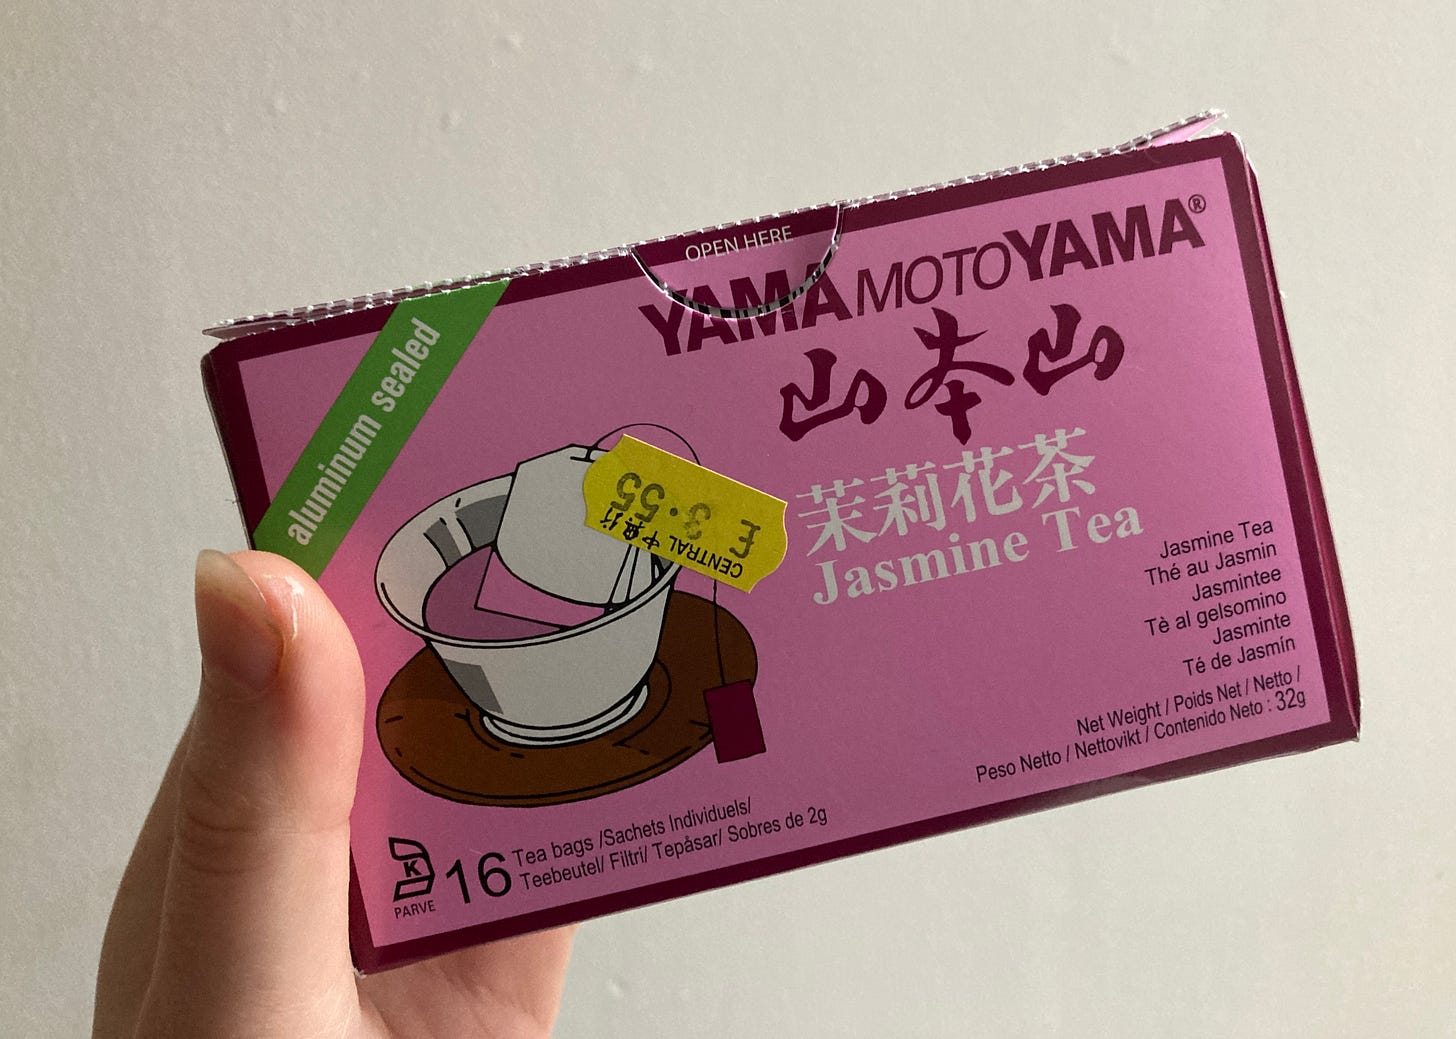 OPEN HERE
YAMAMOTOYAMA®
山本山
aluminum sealed
茉莉花茶
Jasmine Tea
CENTRAL 中央行
£3.55
Jasmine Tea
Thé au Jasmin
Jasmintee
Tè al gelsomino
Jasminte
Té de Jasmín
Net Weight / Poids Net / Netto /
Peso Netto / Nettovikt / Contenido Neto : 32g
K
PARVE
16
Tea bags /Sachets Individuels/
Teebeutel/ Filtri/ Tepåsar/ Sobres de 2g